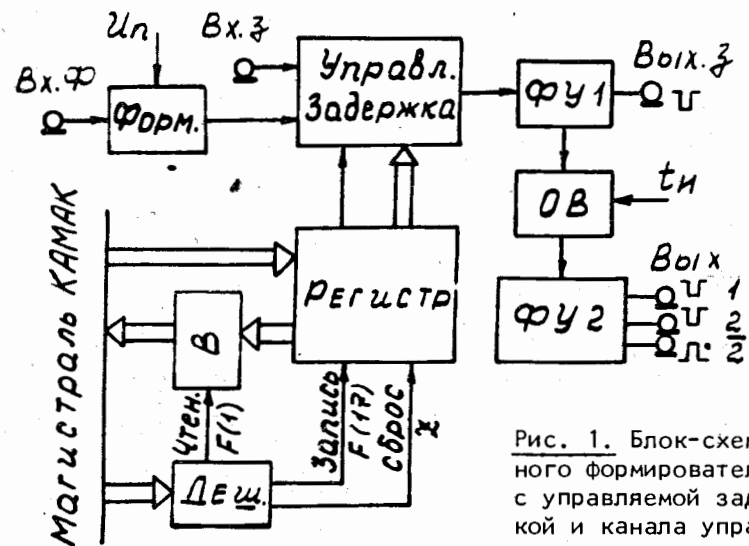 Uп
Вх.з
Вх.Ф
Форм.
Управл.
Задержка
ФУ1
Вых.з
ОВ
tи
Вых
ФУ2
1
2
2̅
Магистраль КАМАК
Регистр
В
Чтен.
F(1)
Запись
F(17)
сброс
Z
Деш.
Рис. 1. Блок-схем
ного формировател
с управляемой зад
кой и канала упра